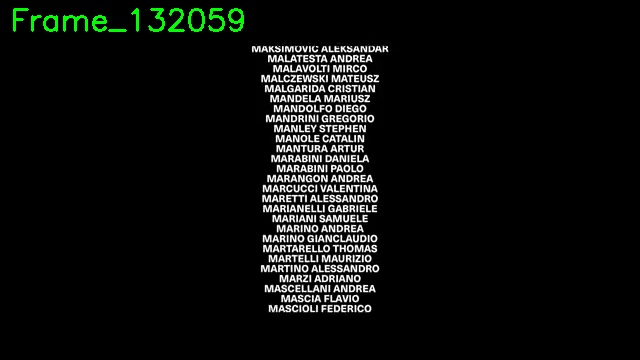 Frame_132059
MAKSIMOVIC ALEKSANDAR
MALATESTA ANDREA
MALAVOLTI MIRCO
MALCZEWSKI MATEUSZ
MALGARIDA CRISTIAN
MANDELA MARIUSZ
MANDOLFO DIEGO
MANDRINI GREGORIO
MANLEY STEPHEN
MANOLE CATALIN
MANTURA ARTUR
MARABINI DANIELA
MARABINI PAOLO
MARANGON ANDREA
MARCUCCI VALENTINA
MARETTI ALESSANDRO
MARIANELLI GABRIELE
MARIANI SAMUELE
MARINO ANDREA
MARINO GIANCLAUDIO
MARTARELLO THOMAS
MARTELLI MAURIZIO
MARTINO ALESSANDRO
MARZI ADRIANO
MASCELLANI ANDREA
MASCIA FLAVIO
MASCIOLI FEDERICO